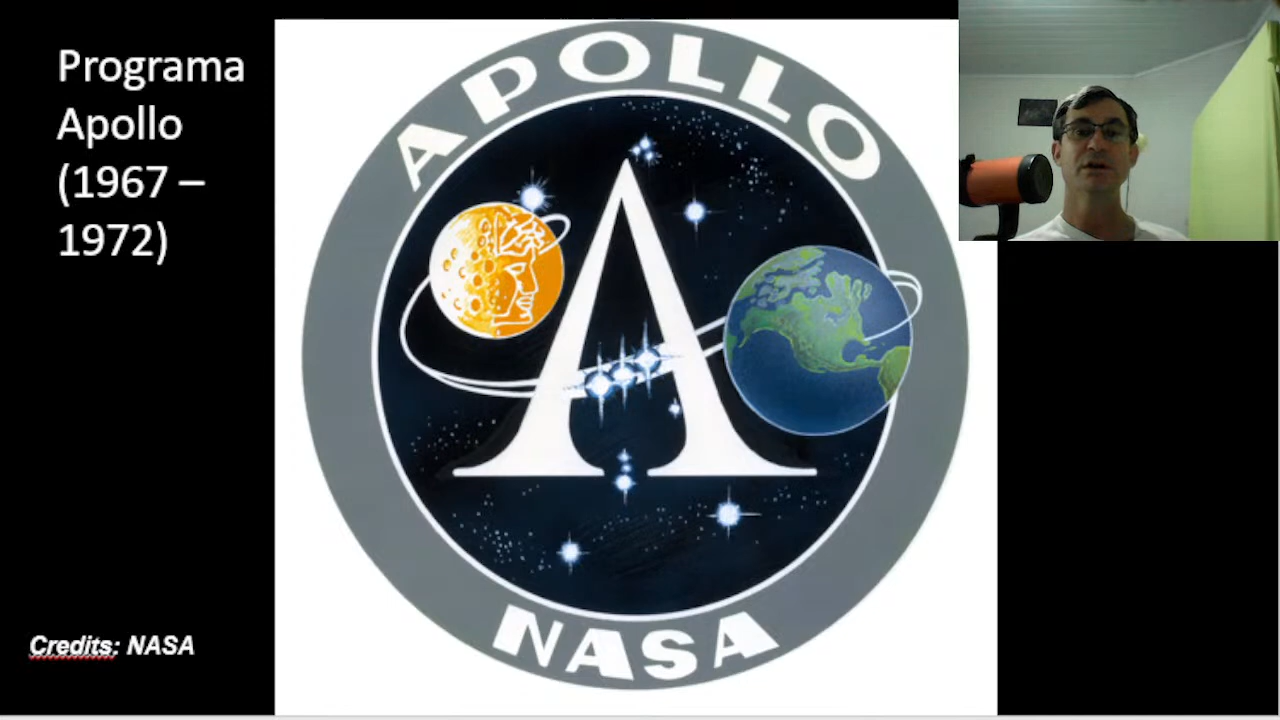 Programa
Apollo
(1967 –
1972)
APOLLO
A
NASA
Credits: NASA